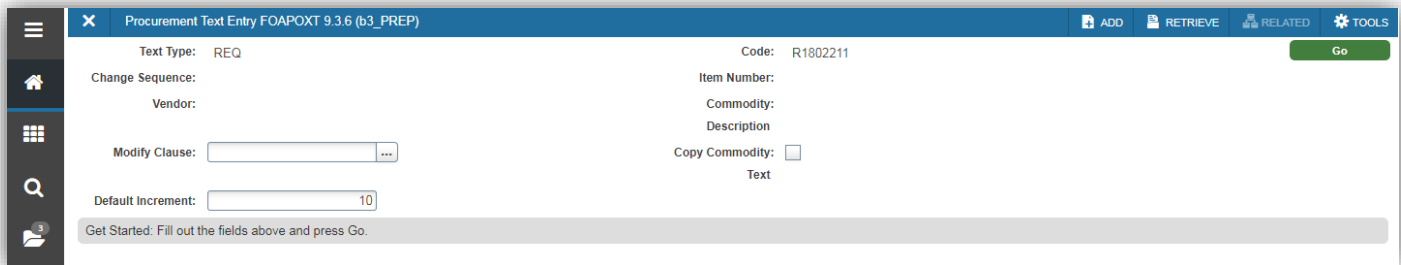 Procurement Text Entry FOAPOXT 9.3.6 (b3_PREP) ADD RETRIEVE RELATED TOOLS
Text Type: REQ Code: R1802211 Go
Change Sequence: Item Number:
Vendor: Commodity:
Description
Modify Clause: ... Copy Commodity:
Text
Default Increment: 10
3
Get Started: Fill out the fields above and press Go.